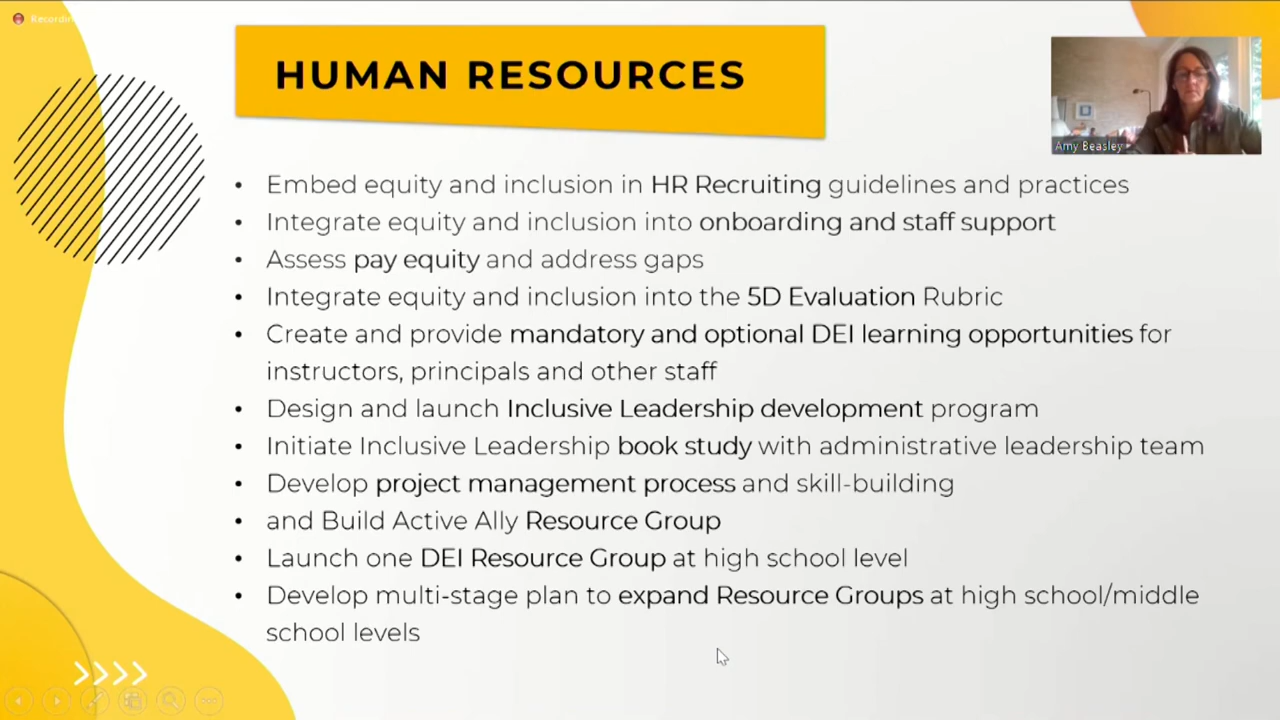 Recordin
HUMAN RESOURCES
Amy Beasley
• Embed equity and inclusion in HR Recruiting guidelines and practices
• Integrate equity and inclusion into onboarding and staff support
• Assess pay equity and address gaps
• Integrate equity and inclusion into the 5D Evaluation Rubric
• Create and provide mandatory and optional DEI learning opportunities for
instructors, principals and other staff
• Design and launch Inclusive Leadership development program
• Initiate Inclusive Leadership book study with administrative leadership team
• Develop project management process and skill-building
• and Build Active Ally Resource Group
• Launch one DEI Resource Group at high school level
• Develop multi-stage plan to expand Resource Groups at high school/middle
school levels